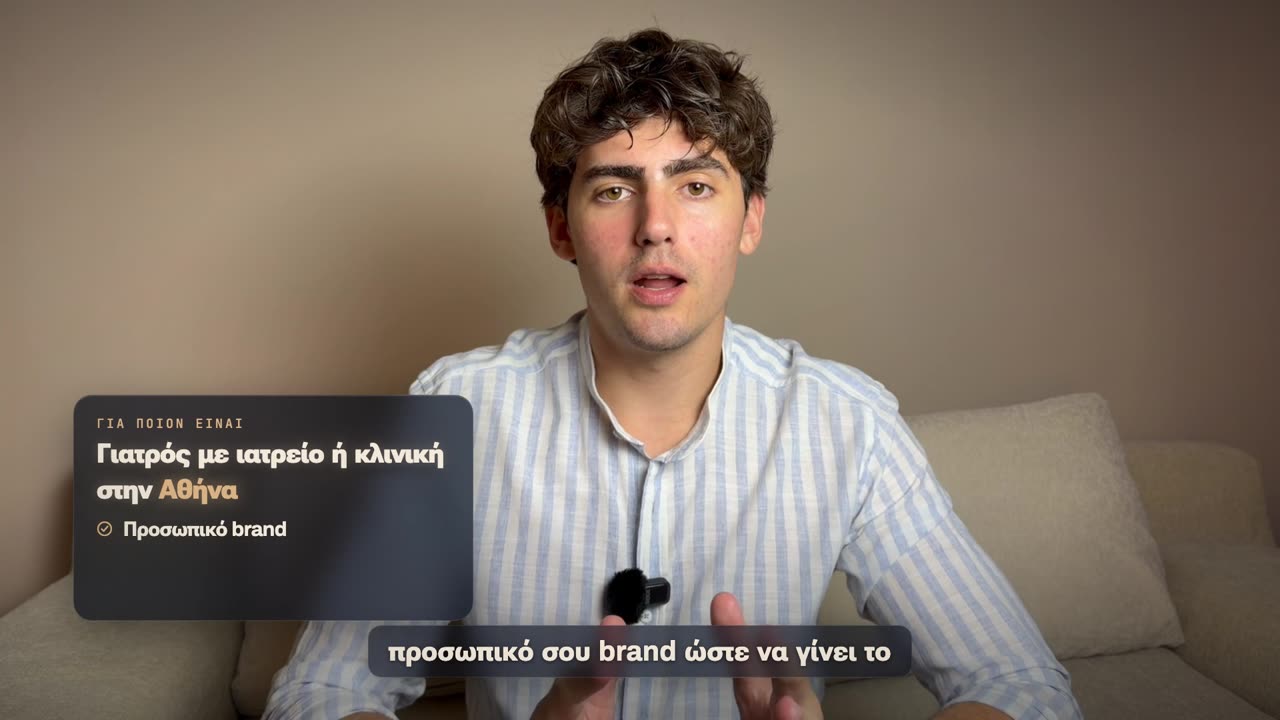 ΓΙΑ ΠΟΙΟΝ ΕΙΝΑΙ
Γιατρός με ιατρείο ή κλινική
στην Αθήνα
Προσωπικό brand
προσωπικό σου brand ώστε να γίνει το